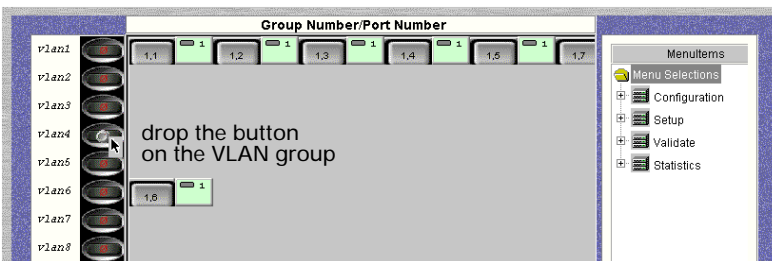 Group Number/Port Number
vlan1 1,1 1 1,2 1 1,3 1 1,4 1 1,5 1 1,7
vlan2
vlan3
vlan4
vlan5
vlan6 1,6 1
vlan7
vlan8
drop the button
on the VLAN group
MenuItems
Menu Selections
Configuration
Setup
Validate
Statistics